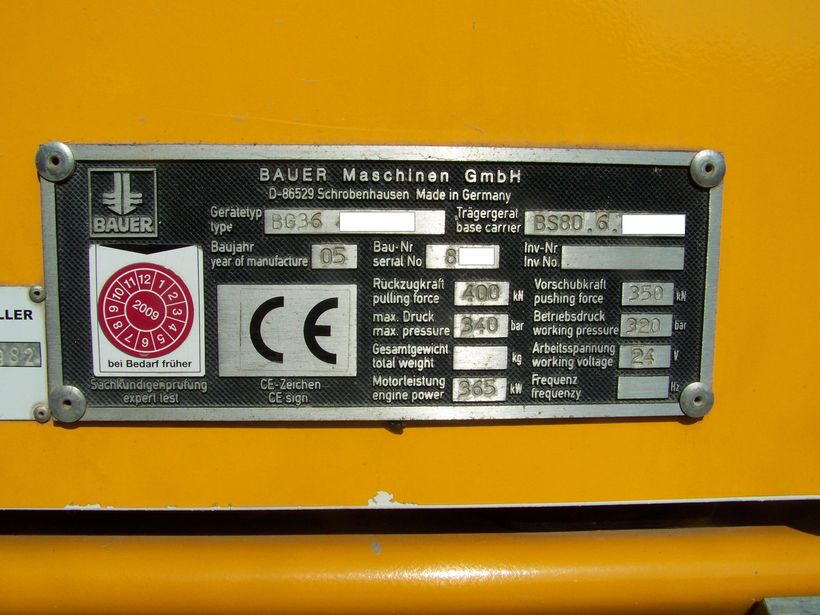 BAUER Maschinen GmbH
D-86529 Schrobenhausen Made in Germany
BAUER
Gerätetyp
type
BG36
Trägergerät
base carrier
BS80.6.
Baujahr
year of manufacture
05
Bau-Nr
serial No
8
Inv-Nr
Inv No.
Rückzugkraft
pulling force
400 kN
Vorschubkraft
pushing force
350 kN
max. Druck
max. pressure
340 bar
Betriebsdruck
working pressure
320 bar
Gesamtgewicht
total weight
kg
Arbeitsspannung
working voltage
24 V
Motorleistung
engine power
365 kW
Frequenz
frequency
Hz
1 2 3 4 5 6 7 8 9 10 11 12
2009
bei Bedarf früher
Sachkundigenprüfung
expert test
CE
CE-Zeichen
CE sign
LLER
982